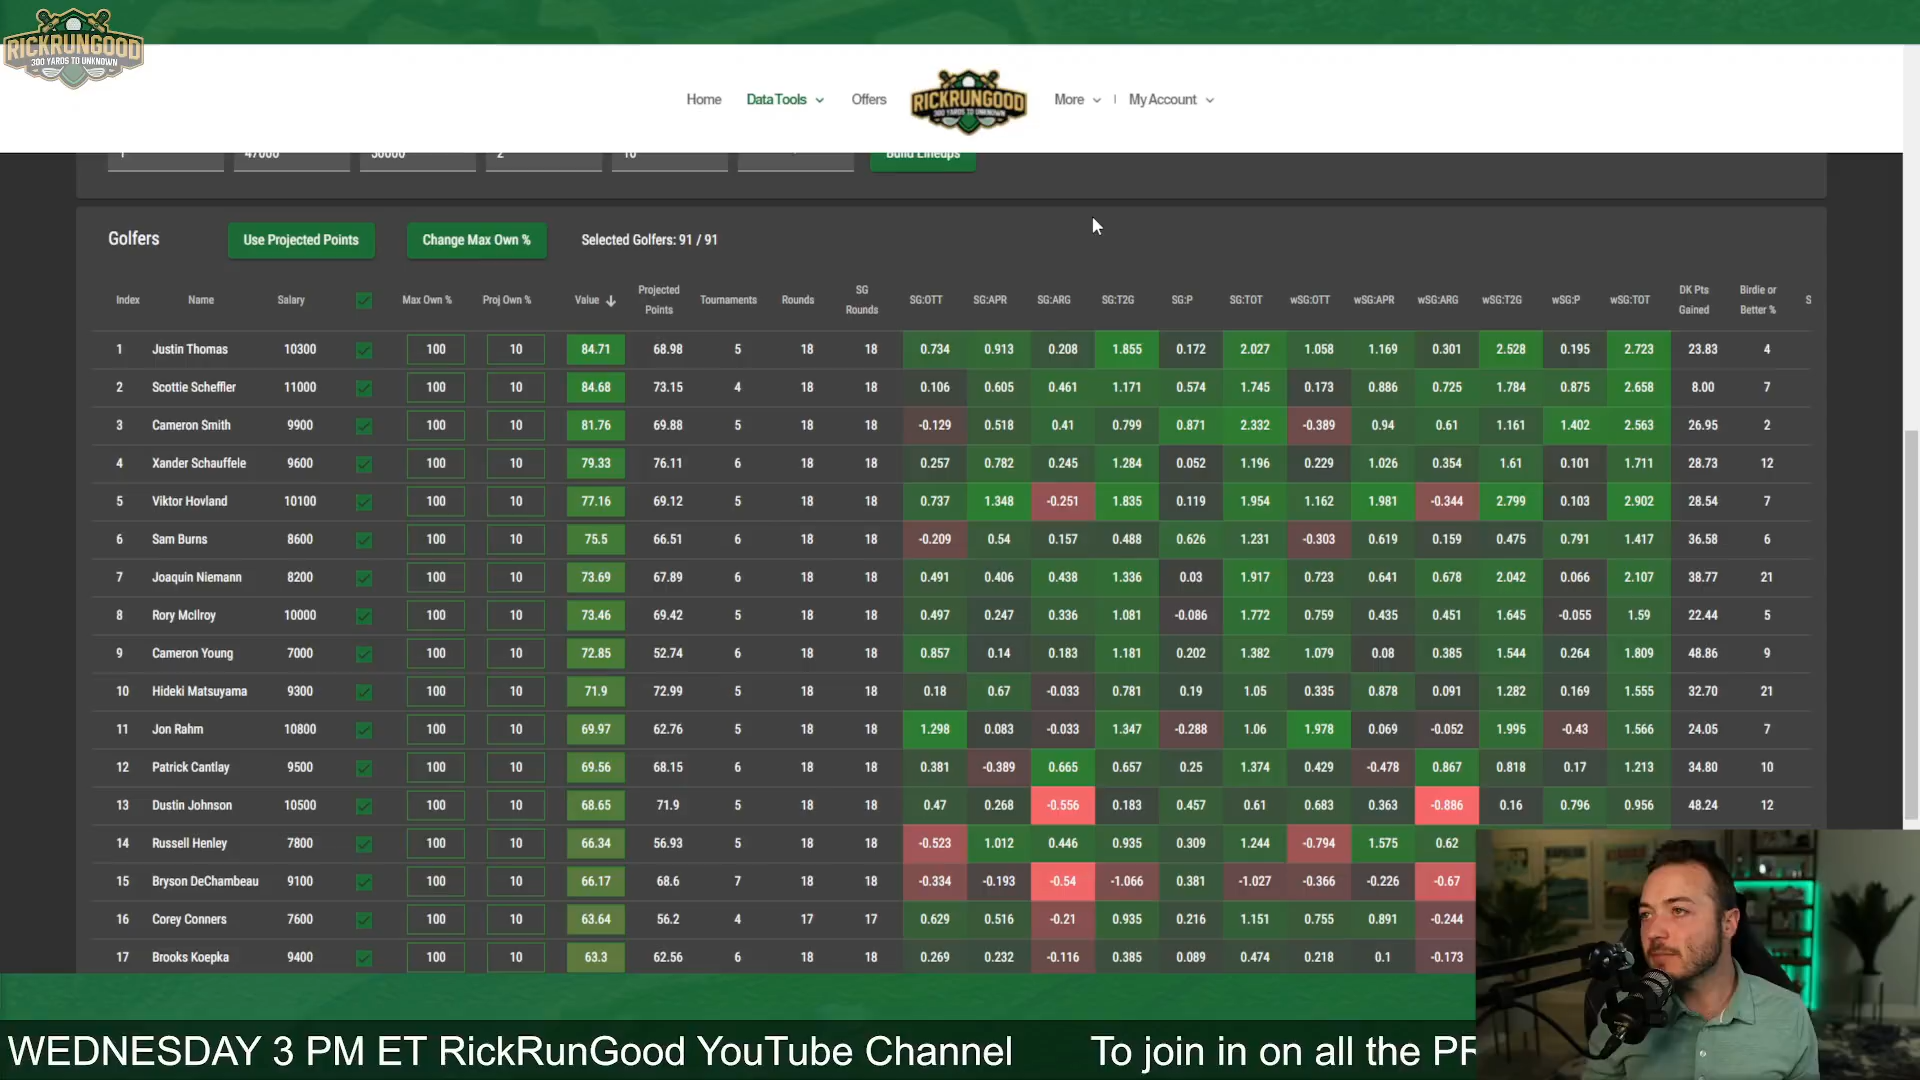 RICKRUNGOOD
300 YARDS TO UNKNOWN
Home Data Tools Offers RICKRUNGOOD 300 YARDS TO UNKNOWN More My Account
1 47000 50000 2 10 Build Lineups
Golfers Use Projected Points Change Max Own % Selected Golfers: 91 / 91
Index Name Salary Max Own % Proj Own % Value Projected Points Tournaments Rounds SG Rounds SG:OTT SG:APR SG:ARG SG:T2G SG:P SG:TOT wSG:OTT wSG:APR wSG:ARG wSG:T2G wSG:P wSG:TOT DK Pts Gained Birdie or Better % S
1 Justin Thomas 10300 100 10 84.71 68.98 5 18 18 0.734 0.913 0.208 1.855 0.172 2.027 1.058 1.169 0.301 2.528 0.195 2.723 23.83 4
2 Scottie Scheffler 11000 100 10 84.68 73.15 4 18 18 0.106 0.605 0.461 1.171 0.574 1.745 0.173 0.886 0.725 1.784 0.875 2.658 8.00 7
3 Cameron Smith 9900 100 10 81.76 69.88 5 18 18 -0.129 0.518 0.41 0.799 0.871 2.332 -0.389 0.94 0.61 1.161 1.402 2.563 26.95 2
4 Xander Schauffele 9600 100 10 79.33 76.11 6 18 18 0.257 0.782 0.245 1.284 0.052 1.196 0.229 1.026 0.354 1.61 0.101 1.711 28.73 12
5 Viktor Hovland 10100 100 10 77.16 69.12 5 18 18 0.737 1.348 -0.251 1.835 0.119 1.954 1.162 1.981 -0.344 2.799 0.103 2.902 28.54 7
6 Sam Burns 8600 100 10 75.5 66.51 6 18 18 -0.209 0.54 0.157 0.488 0.626 1.231 -0.303 0.619 0.159 0.475 0.791 1.417 36.58 6
7 Joaquin Niemann 8200 100 10 73.69 67.89 6 18 18 0.491 0.406 0.438 1.336 0.03 1.917 0.723 0.641 0.678 2.042 0.066 2.107 38.77 21
8 Rory McIlroy 10000 100 10 73.46 69.42 5 18 18 0.497 0.247 0.336 1.081 -0.086 1.772 0.759 0.435 0.451 1.645 -0.055 1.59 22.44 5
9 Cameron Young 7000 100 10 72.85 52.74 6 18 18 0.857 0.14 0.183 1.181 0.202 1.382 1.079 0.08 0.385 1.544 0.264 1.809 48.86 9
10 Hideki Matsuyama 9300 100 10 71.9 72.99 5 18 18 0.18 0.67 -0.033 0.781 0.19 1.05 0.335 0.878 0.091 1.282 0.169 1.555 32.70 21
11 Jon Rahm 10800 100 10 69.97 62.76 5 18 18 1.298 0.083 -0.033 1.347 -0.288 1.06 1.978 0.069 -0.052 1.995 -0.43 1.566 24.05 7
12 Patrick Cantlay 9500 100 10 69.56 68.15 6 18 18 0.381 -0.389 0.665 0.657 0.25 1.374 0.429 -0.478 0.867 0.818 0.17 1.213 34.80 10
13 Dustin Johnson 10500 100 10 68.65 71.9 5 18 18 0.47 0.268 -0.556 0.183 0.457 0.61 0.683 0.363 -0.886 0.16 0.796 0.956 48.24 12
14 Russell Henley 7800 100 10 66.34 56.93 5 18 18 -0.523 1.012 0.446 0.935 0.309 1.244 -0.794 1.575 0.62
15 Bryson DeChambeau 9100 100 10 66.17 68.6 7 18 18 -0.334 -0.193 -0.54 -1.066 0.381 -1.027 -0.366 -0.226 -0.67
16 Corey Conners 7600 100 10 63.64 56.2 4 17 17 0.629 0.516 -0.21 0.935 0.216 1.151 0.755 0.891 -0.244
17 Brooks Koepka 9400 100 10 63.3 62.56 6 18 18 0.269 0.232 -0.116 0.385 0.089 0.474 0.218 0.1 -0.173
WEDNESDAY 3 PM ET RickRunGood YouTube Channel To join in on all the PR